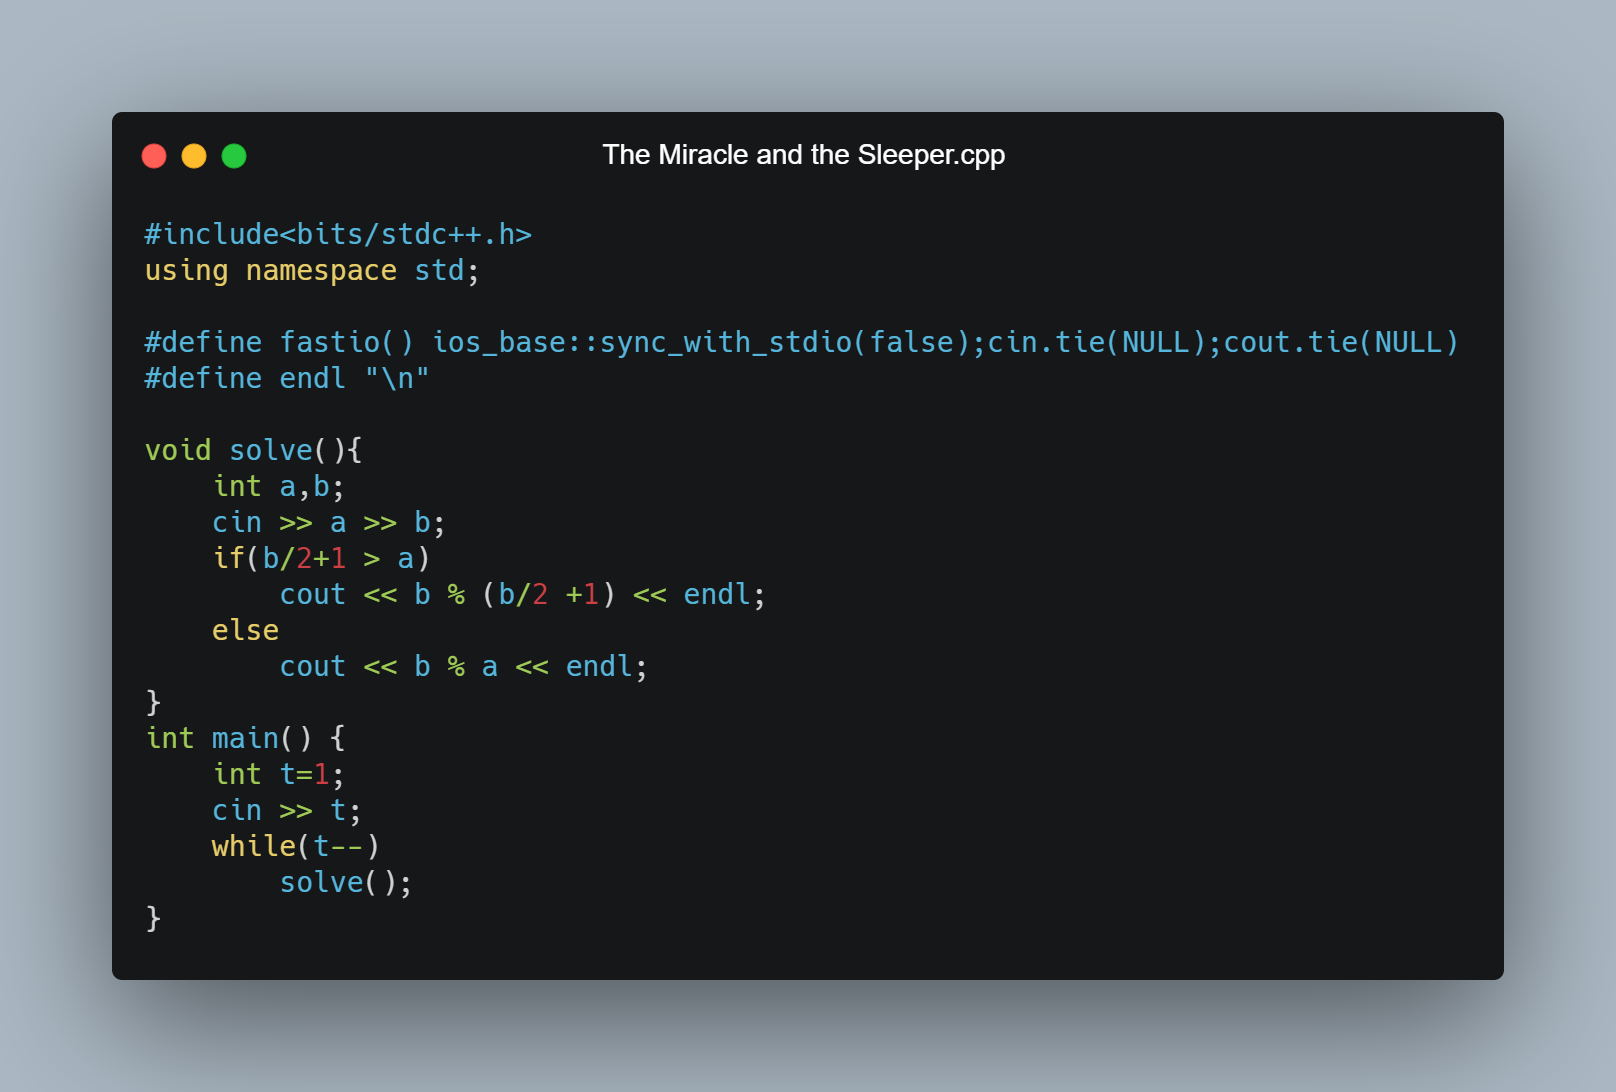 The Miracle and the Sleeper.cpp
#include<bits/stdc++.h>
using namespace std;

#define fastio() ios_base::sync_with_stdio(false);cin.tie(NULL);cout.tie(NULL)
#define endl "\n"

void solve(){
    int a,b;
    cin >> a >> b;
    if(b/2+1 > a)
        cout << b % (b/2 +1) << endl;
    else
        cout << b % a << endl;
}
int main() {
    int t=1;
    cin >> t;
    while(t--)
        solve();
}